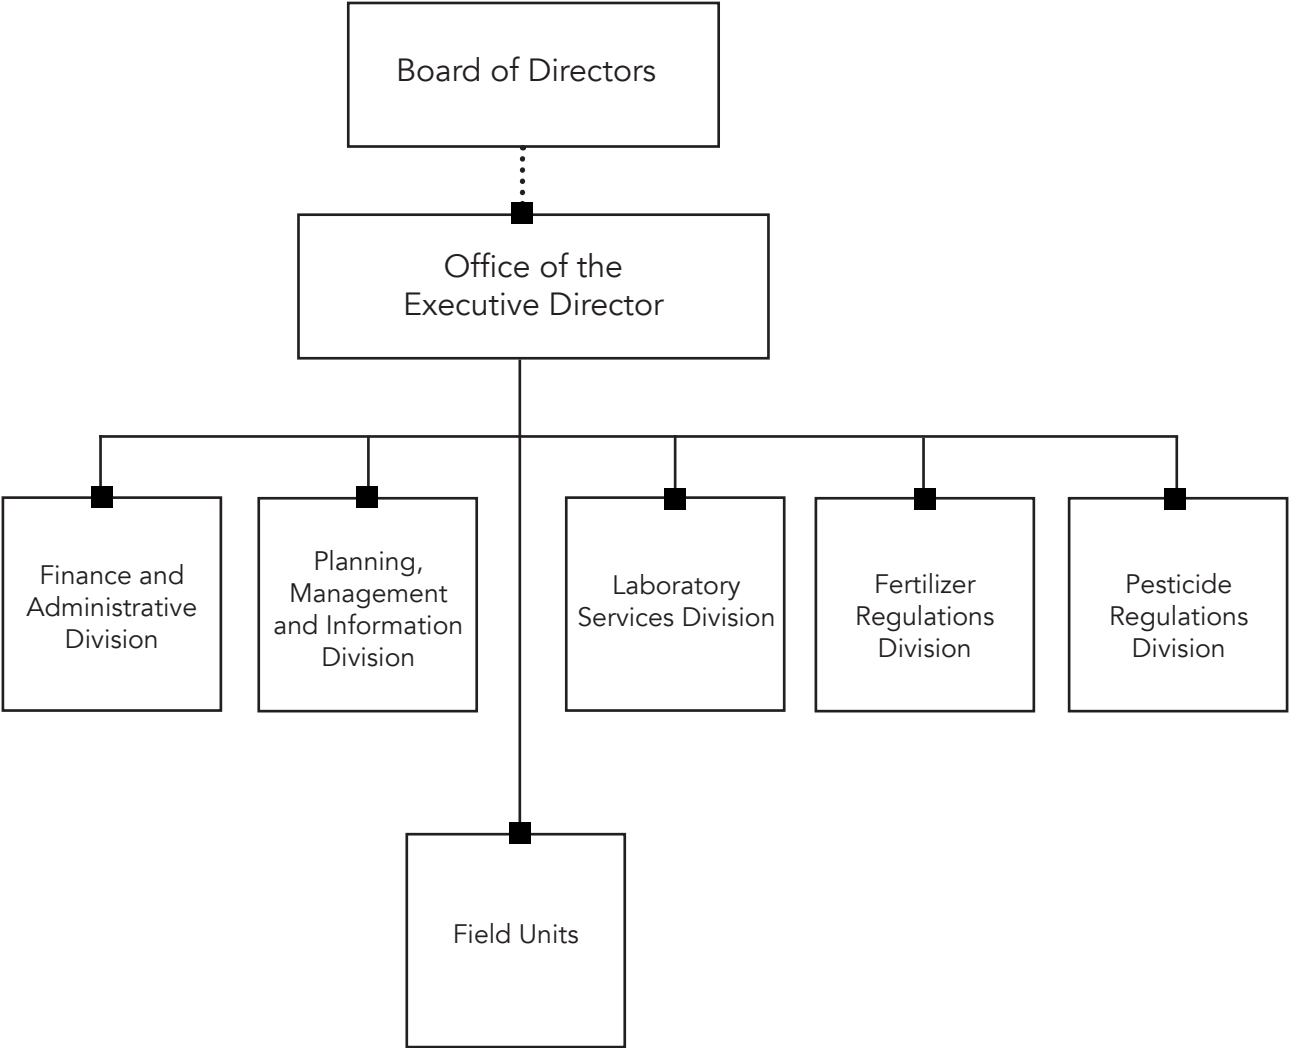 Board of Directors
Office of the
Executive Director
Finance and
Administrative
Division
Planning,
Management
and Information
Division
Laboratory
Services Division
Fertilizer
Regulations
Division
Pesticide
Regulations
Division
Field Units